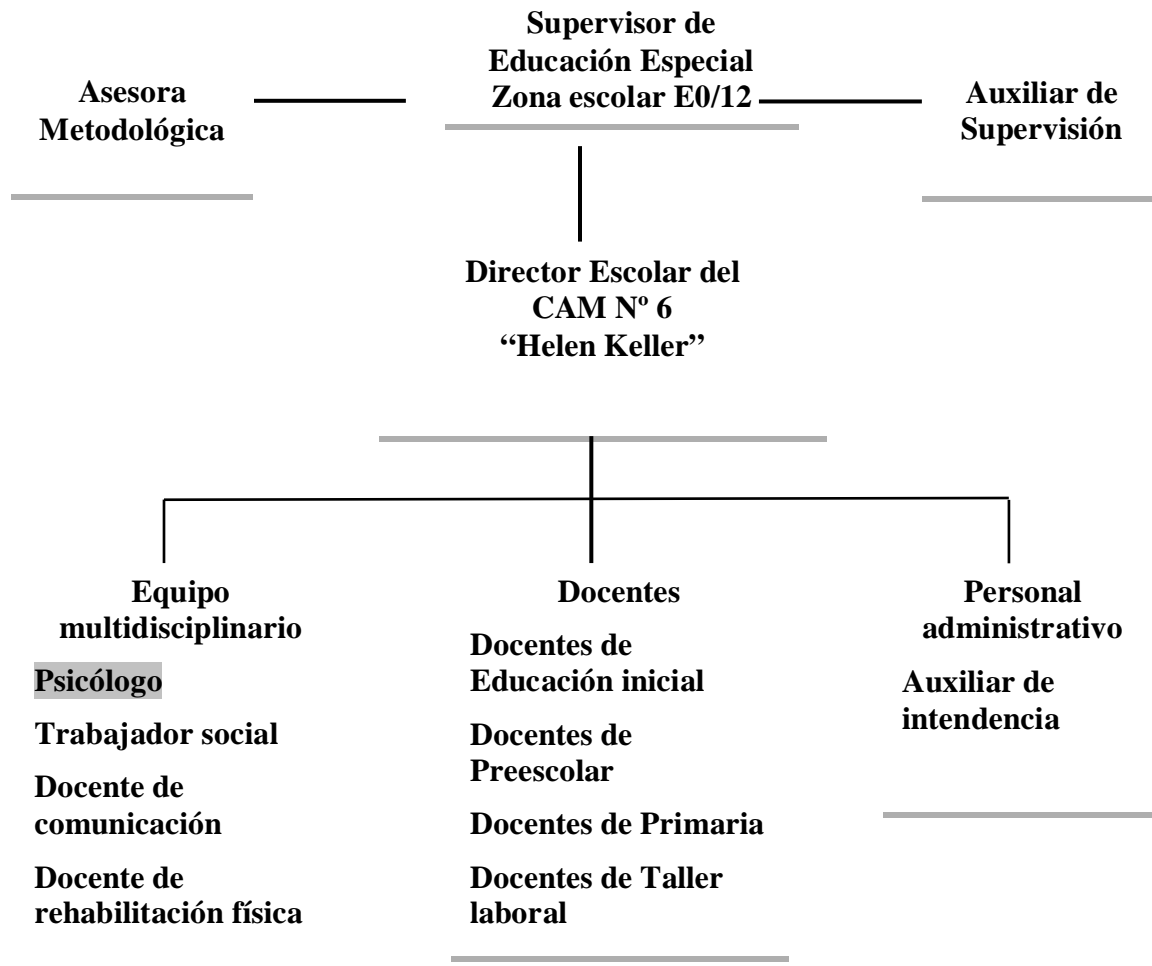 Supervisor de
Educación Especial
Zona escolar E0/12
Asesora
Metodológica
Auxiliar de
Supervisión
Director Escolar del
CAM Nº 6
“Helen Keller”
Equipo
multidisciplinario
Psicólogo
Trabajador social
Docente de
comunicación
Docente de
rehabilitación física
Docentes
Docentes de
Educación inicial
Docentes de
Preescolar
Docentes de Primaria
Docentes de Taller
laboral
Personal
administrativo
Auxiliar de
intendencia